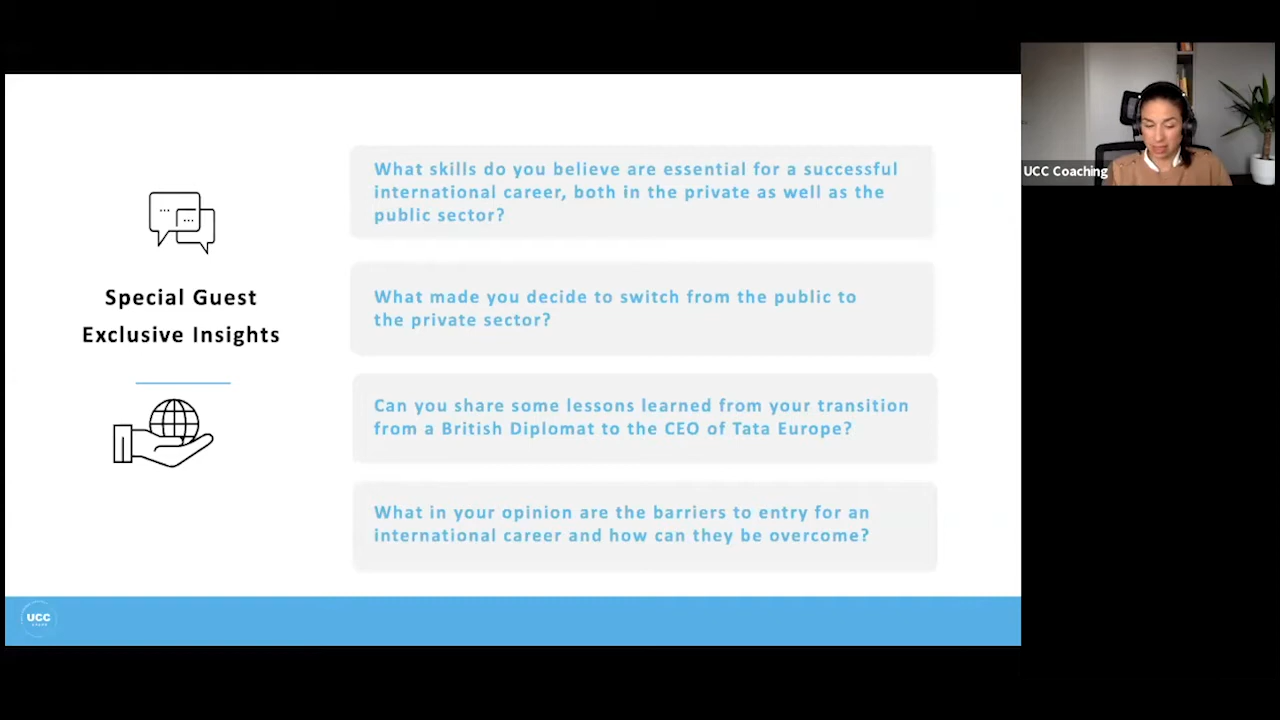 What skills do you believe are essential for a successful
international career, both in the private as well as the
public sector?
UCC Coaching
Special Guest
Exclusive Insights
What made you decide to switch from the public to
the private sector?
Can you share some lessons learned from your transition
from a British Diplomat to the CEO of Tata Europe?
What in your opinion are the barriers to entry for an
international career and how can they be overcome?
UCC